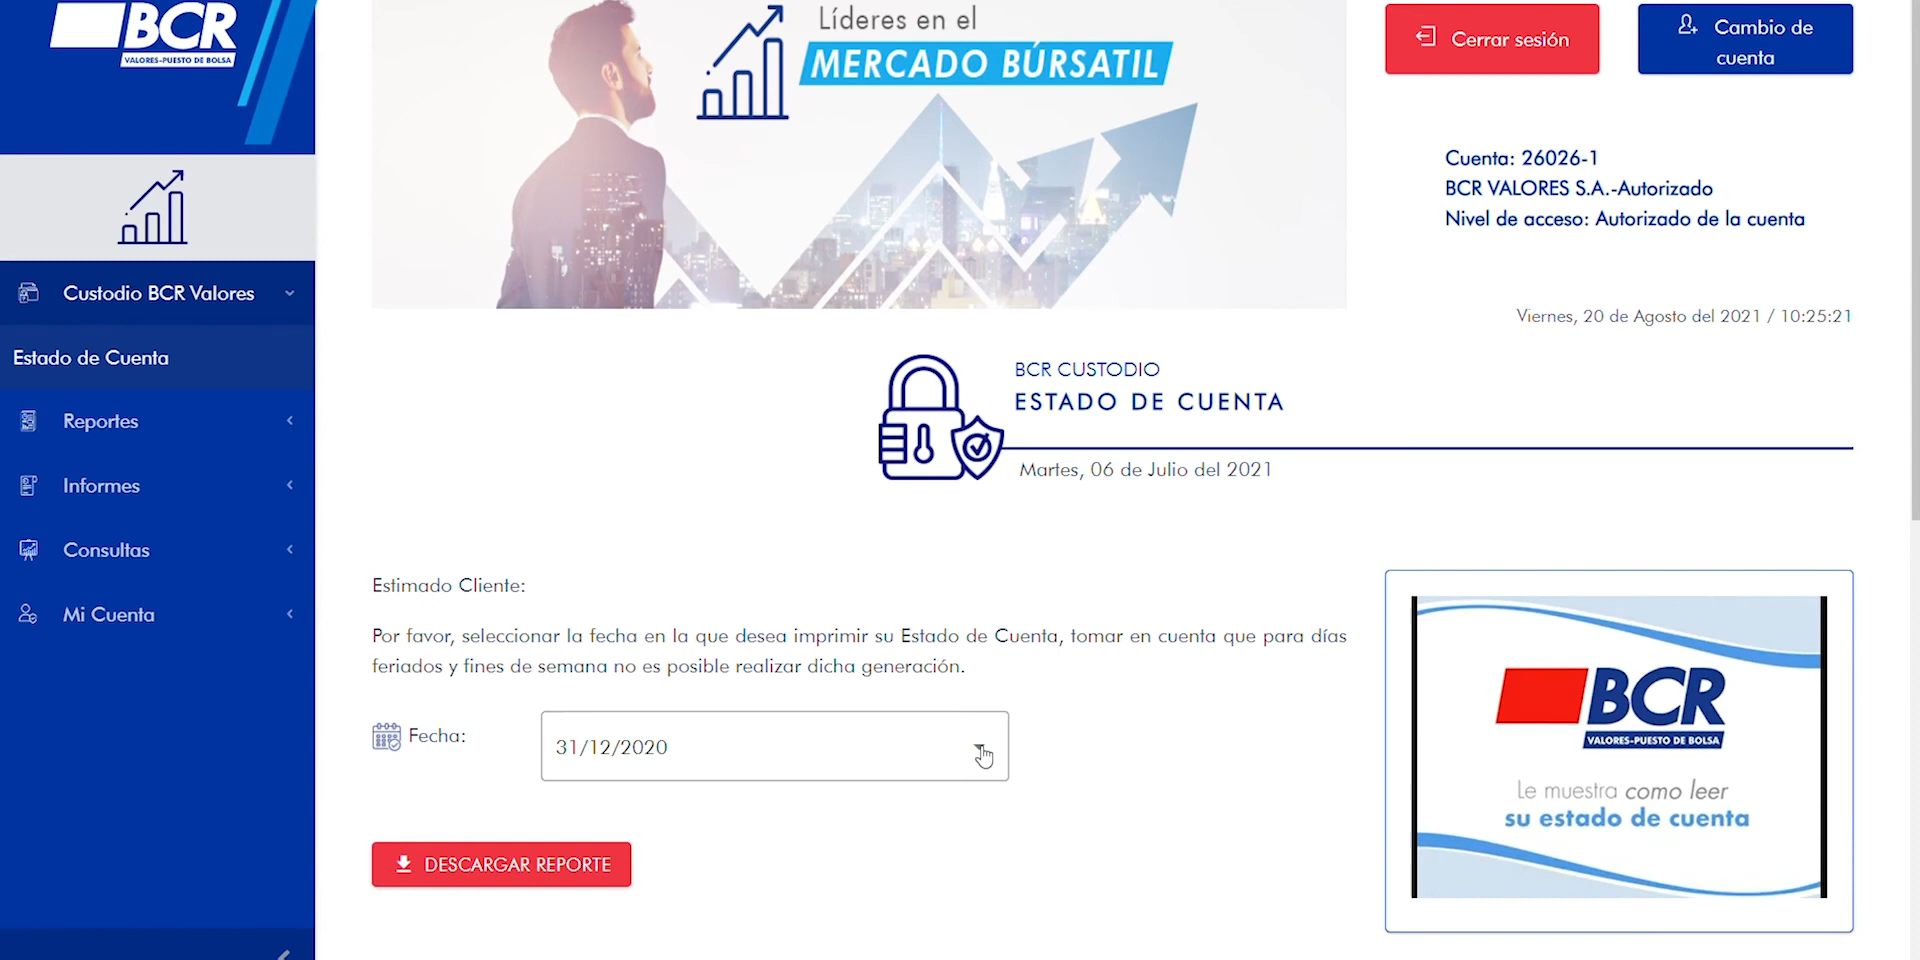 BCR
VALORES-PUESTO DE BOLSA
Líderes en el
MERCADO BÚRSATIL
Cerrar sesión
Cambio de
cuenta
Cuenta: 26026-1
BCR VALORES S.A.-Autorizado
Nivel de acceso: Autorizado de la cuenta
Custodio BCR Valores
Estado de Cuenta
Reportes
Informes
Consultas
Mi Cuenta
Viernes, 20 de Agosto del 2021 / 10:25:21
BCR CUSTODIO
ESTADO DE CUENTA
Martes, 06 de Julio del 2021
Estimado Cliente:
Por favor, seleccionar la fecha en la que desea imprimir su Estado de Cuenta, tomar en cuenta que para días
feriados y fines de semana no es posible realizar dicha generación.
Fecha:
31/12/2020
DESCARGAR REPORTE
BCR
VALORES-PUESTO DE BOLSA
Le muestra como leer
su estado de cuenta